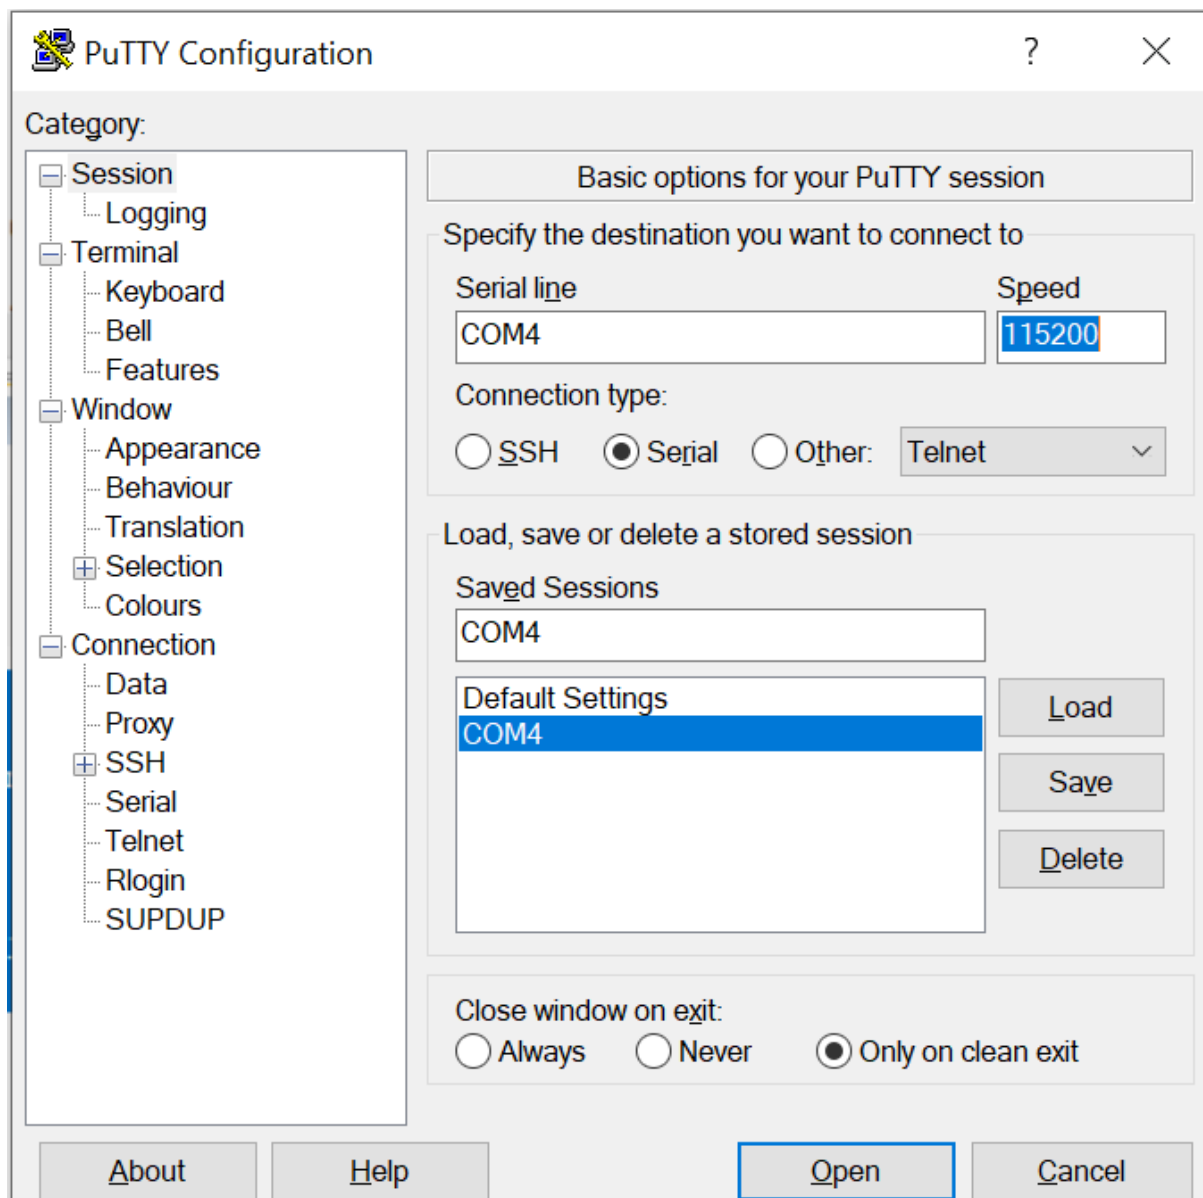 PuTTY Configuration
?
Category:
Session
Logging
Terminal
Keyboard
Bell
Features
Window
Appearance
Behaviour
Translation
Selection
Colours
Connection
Data
Proxy
SSH
Serial
Telnet
Rlogin
SUPDUP
Basic options for your PuTTY session
Specify the destination you want to connect to
Serial line Speed
COM4 115200
Connection type:
SSH Serial Other: Telnet
Load, save or delete a stored session
Saved Sessions
COM4
Default Settings
COM4
Load
Save
Delete
Close window on exit:
Always Never Only on clean exit
About Help Open Cancel